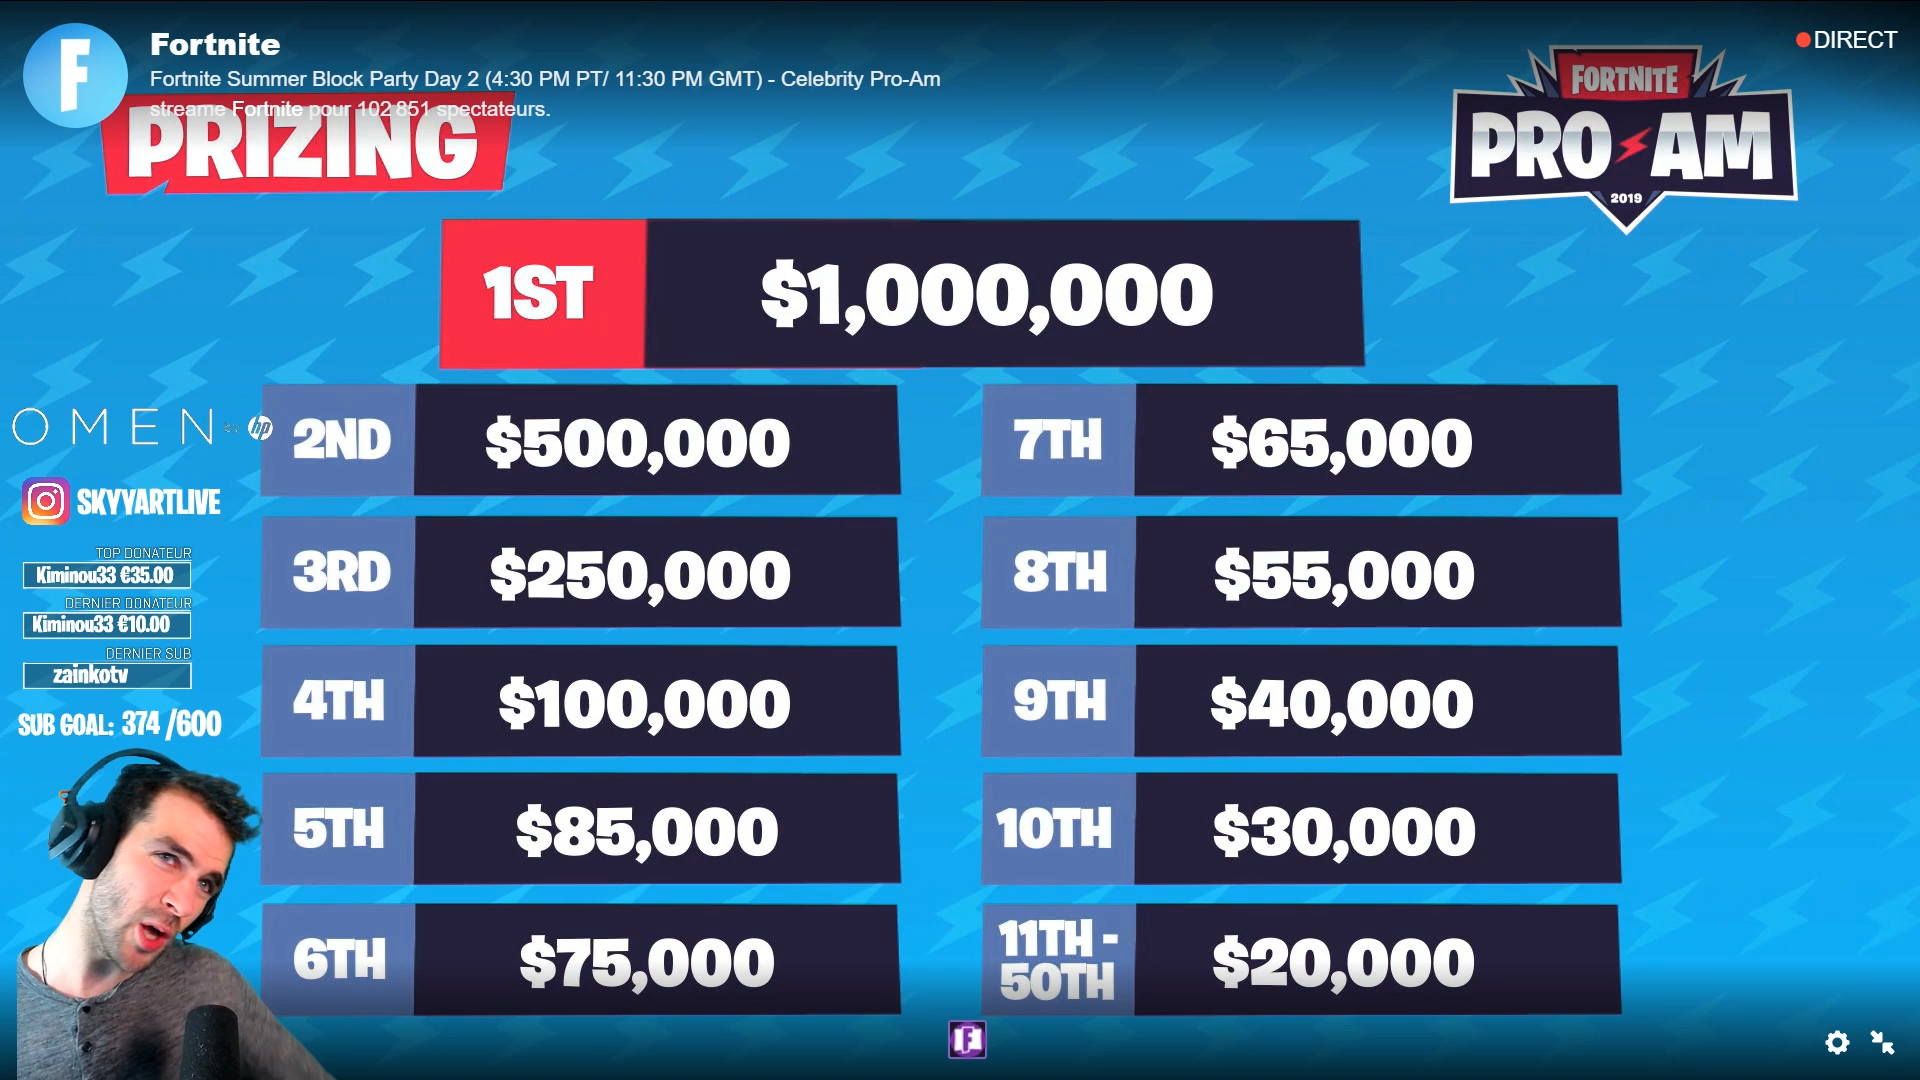 Fortnite
Fortnite Summer Block Party Day 2 (4:30 PM PT/ 11:30 PM GMT) - Celebrity Pro-Am
streame Fortnite pour 102 851 spectateurs.
DIRECT
PRIZING
FORTNITE
PRO AM
2019
1ST $1,000,000
2ND $500,000
3RD $250,000
4TH $100,000
5TH $85,000
6TH $75,000
7TH $65,000
8TH $55,000
9TH $40,000
10TH $30,000
11TH - 50TH $20,000
OMEN by hp
SKYYARTLIVE
TOP DONATEUR
Kiminou33 €35.00
DERNIER DONATEUR
Kiminou33 €10.00
DERNIER SUB
zainkotv
SUB GOAL: 374 /600